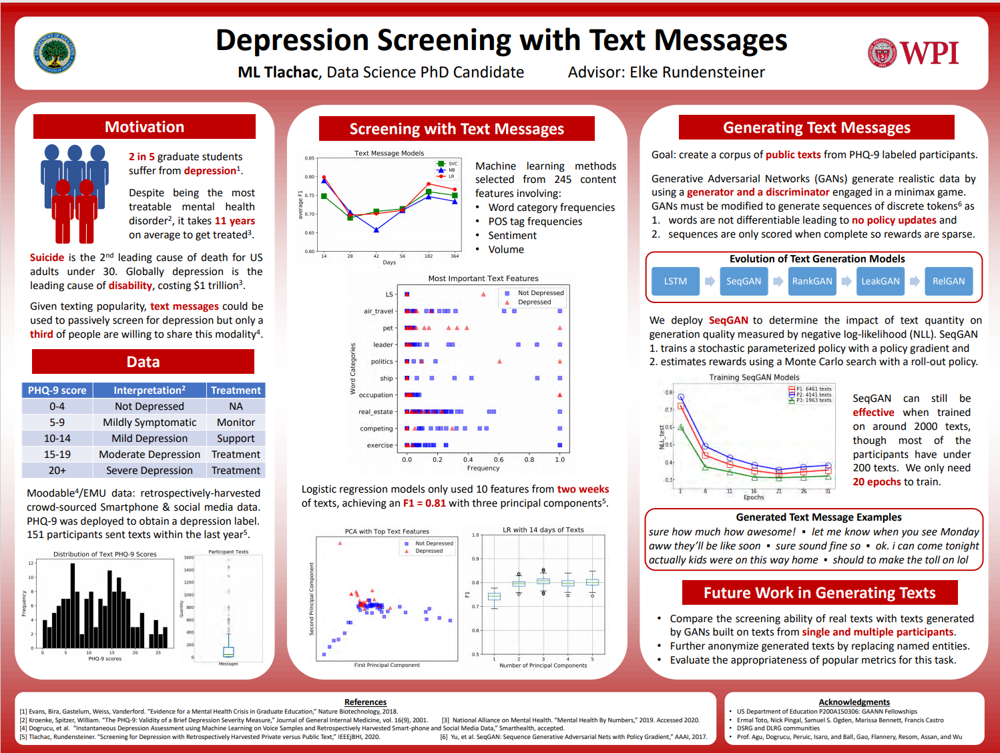 Depression Screening with Text Messages
ML Tlachac, Data Science PhD Candidate Advisor: Elke Rundensteiner
WPI
Motivation
2 in 5 graduate students
suffer from depression1.
Despite being the most
treatable mental health
disorder2, it takes 11 years
on average to get treated3.
Suicide is the 2nd leading cause of death for US
adults under 30. Globally depression is the
leading cause of disability, costing $1 trillion3.
Given texting popularity, text messages could be
used to passively screen for depression but only a
third of people are willing to share this modality4.
Data
PHQ-9 score Interpretation2 Treatment
0-4 Not Depressed NA
5-9 Mildly Symptomatic Monitor
10-14 Mild Depression Support
15-19 Moderate Depression Treatment
20+ Severe Depression Treatment
Moodable4/EMU data: retrospectively-harvested
crowd-sourced Smartphone & social media data.
PHQ-9 was deployed to obtain a depression label.
151 participants sent texts within the last year5.
Distribution of Text PHQ-9 Scores
Frequency
12
10
8
6
4
2
0
0 5 10 15 20 25
PHQ-9 scores
Participant Texts
Quantity
1600
1400
1200
1000
800
600
400
200
0
Messages
Screening with Text Messages
Text Message Models
average F1
0.85
0.80
0.75
0.70
0.65
0.60
SVC
NB
LR
14 28 42 56 182 364
Days
Machine learning methods
selected from 245 content
features involving:
• Word category frequencies
• POS tag frequencies
• Sentiment
• Volume
Most Important Text Features
Not Depressed
Depressed
Word Categories
LS
air_travel
pet
leader
politics
ship
occupation
real_estate
competing
exercise
0.0 0.2 0.4 0.6 0.8 1.0
Frequency
Logistic regression models only used 10 features from two weeks
of texts, achieving an F1 = 0.81 with three principal components5.
PCA with Top Text Features
Not Depressed
Depressed
Second Principal Component
First Principal Component
LR with 14 days of Texts
F1
1.0
0.9
0.8
0.7
0.6
0.5
1 2 3 4 5
Number of Principal Components
Generating Text Messages
Goal: create a corpus of public texts from PHQ-9 labeled participants.
Generative Adversarial Networks (GANs) generate realistic data by
using a generator and a discriminator engaged in a minimax game.
GANs must be modified to generate sequences of discrete tokens6 as
1. words are not differentiable leading to no policy updates and
2. sequences are only scored when complete so rewards are sparse.
Evolution of Text Generation Models
LSTM SeqGAN RankGAN LeakGAN RelGAN
We deploy SeqGAN to determine the impact of text quantity on
generation quality measured by negative log-likelihood (NLL). SeqGAN
1. trains a stochastic parameterized policy with a policy gradient and
2. estimates rewards using a Monte Carlo search with a roll-out policy.
Training SeqGAN Models
P1: 6461 texts
P2: 4141 texts
P3: 1963 texts
NLL_test
0.8
0.7
0.6
0.5
0.4
0.3
1 6 11 16 21 26 31
Epochs
SeqGAN can still be
effective when trained
on around 2000 texts,
though most of the
participants have under
200 texts. We only need
20 epochs to train.
Generated Text Message Examples
sure how much how awesome! ▪ let me know when you see Monday
aww they'll be like soon ▪ sure sound fine so ▪ ok. i can come tonight
actually kids were on this way home ▪ should to make the toll on lol
Future Work in Generating Texts
• Compare the screening ability of real texts with texts generated
by GANs built on texts from single and multiple participants.
• Further anonymize generated texts by replacing named entities.
• Evaluate the appropriateness of popular metrics for this task.
References
[1] Evans, Bira, Gastelum, Weiss, Vanderford. "Evidence for a Mental Health Crisis in Graduate Education," Nature Biotechnology, 2018.
[2] Kroenke, Spitzer, William. "The PHQ-9: Validity of a Brief Depression Severity Measure," Journal of General Internal Medicine, vol. 16(9), 2001. [3] National Alliance on Mental Health. "Mental Health By Numbers," 2019. Accessed 2020.
[4] Dogrucu, et al. "Instantaneous Depression Assessment using Machine Learning on Voice Samples and Retrospectively Harvested Smart-phone and Social Media Data," Smarthealth, accepted.
[5] Tlachac, Rundensteiner. "Screening for Depression with Retrospectively Harvested Private versus Public Text," IEEEjBHI, 2020. [6] Yu, et al. SeqGAN: Sequence Generative Adversarial Nets with Policy Gradient," AAAI, 2017.
Acknowledgments
• US Department of Education P200A150306: GAANN Fellowships
• Ermal Toto, Nick Pingal, Samuel S. Ogden, Marissa Bennett, Francis Castro
• DSRG and DLRG communities
• Prof. Agu, Dogrucu, Peruic, Isaro, and Ball, Gao, Flannery, Resom, Assan, and Wu